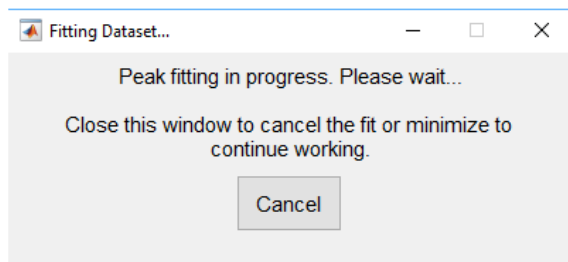 Fitting Dataset...
Peak fitting in progress. Please wait...
Close this window to cancel the fit or minimize to
continue working.
Cancel